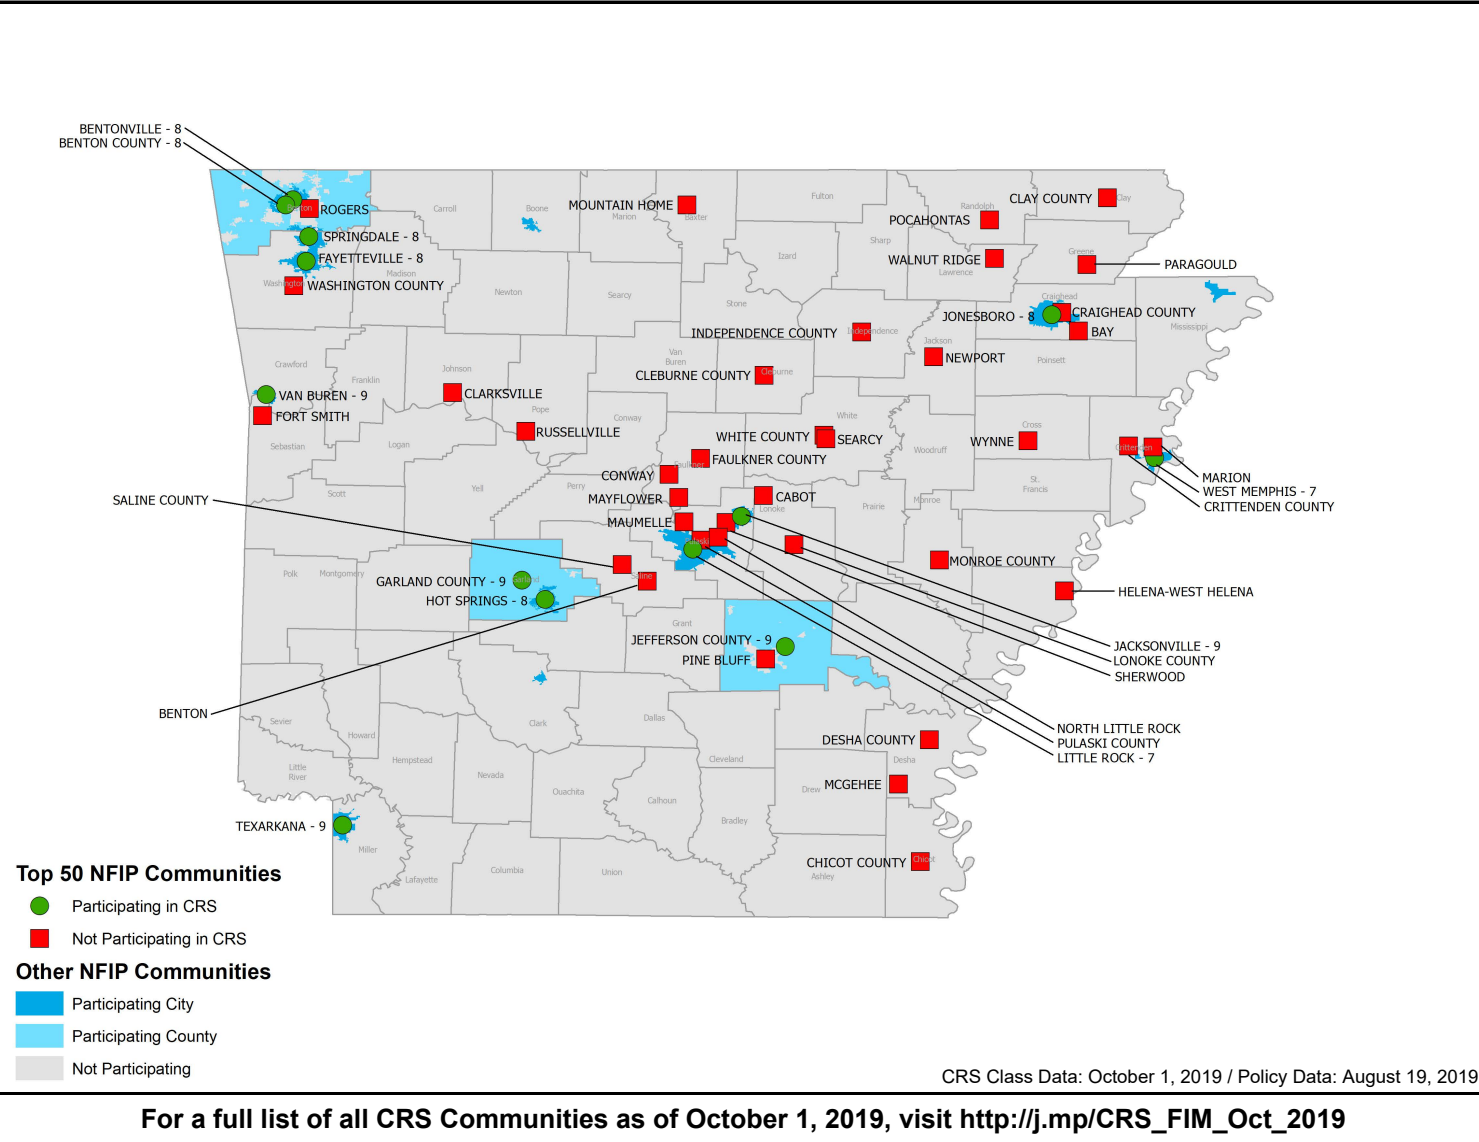 BENTONVILLE - 8
BENTON COUNTY - 8
Benton
ROGERS
Carroll
Boone
MOUNTAIN HOME
Marion
Baxter
Fulton
Randolph
POCAHONTAS
CLAY COUNTY
Clay
SPRINGDALE - 8
FAYETTEVILLE - 8
Washington
WASHINGTON COUNTY
Madison
Newton
Searcy
Stone
Izard
Sharp
WALNUT RIDGE
Lawrence
Greene
PARAGOULD
Craighead
JONESBORO - 8
CRAIGHEAD COUNTY
BAY
Mississippi
INDEPENDENCE COUNTY
Independence
Jackson
NEWPORT
Poinsett
Crawford
Franklin
Johnson
Van
Buren
CLEBURNE COUNTY
Cleburne
VAN BUREN - 9
FORT SMITH
CLARKSVILLE
Pope
RUSSELLVILLE
Conway
White
WHITE COUNTY
SEARCY
Woodruff
Cross
WYNNE
Crittenden
Sebastian
Logan
Faulkner
FAULKNER COUNTY
CONWAY
MARION
WEST MEMPHIS - 7
CRITTENDEN COUNTY
St.
Francis
SALINE COUNTY
Scott
Yell
Perry
MAYFLOWER
CABOT
Lonoke
Prairie
Monroe
MAUMELLE
Pulaski
Polk
Montgomery
GARLAND COUNTY - 9
Garland
HOT SPRINGS - 8
Saline
MONROE COUNTY
HELENA-WEST HELENA
Grant
JEFFERSON COUNTY - 9
PINE BLUFF
JACKSONVILLE - 9
LONOKE COUNTY
SHERWOOD
BENTON
Sevier
Howard
Clark
Dallas
NORTH LITTLE ROCK
PULASKI COUNTY
LITTLE ROCK - 7
DESHA COUNTY
Desha
Little
River
Hempstead
Nevada
Ouachita
Calhoun
Cleveland
Drew
MCGEHEE
Bradley
TEXARKANA - 9
Miller
Lafayette
Columbia
Union
CHICOT COUNTY
Chicot
Ashley
Top 50 NFIP Communities
Participating in CRS
Not Participating in CRS
Other NFIP Communities
Participating City
Participating County
Not Participating
CRS Class Data: October 1, 2019 / Policy Data: August 19, 2019
For a full list of all CRS Communities as of October 1, 2019, visit http://j.mp/CRS_FIM_Oct_2019